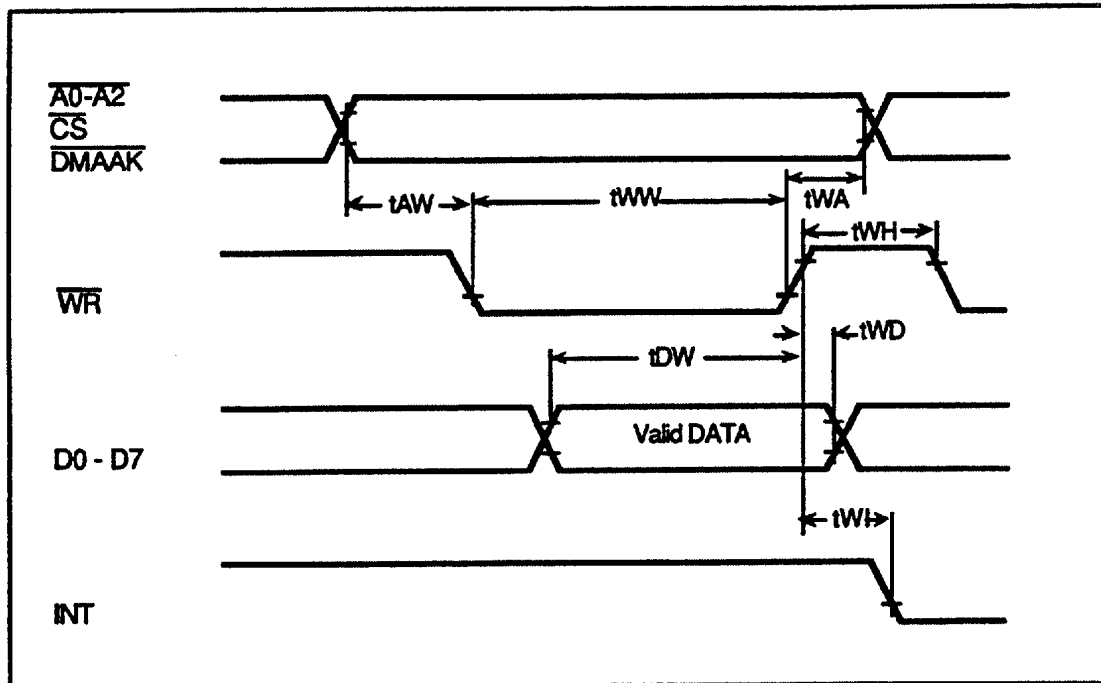 A0-A2
CS
DMAAK
tAW
tWW
tWA
tWH
WR
tWD
tDW
Valid DATA
D0 - D7
tWI
INT